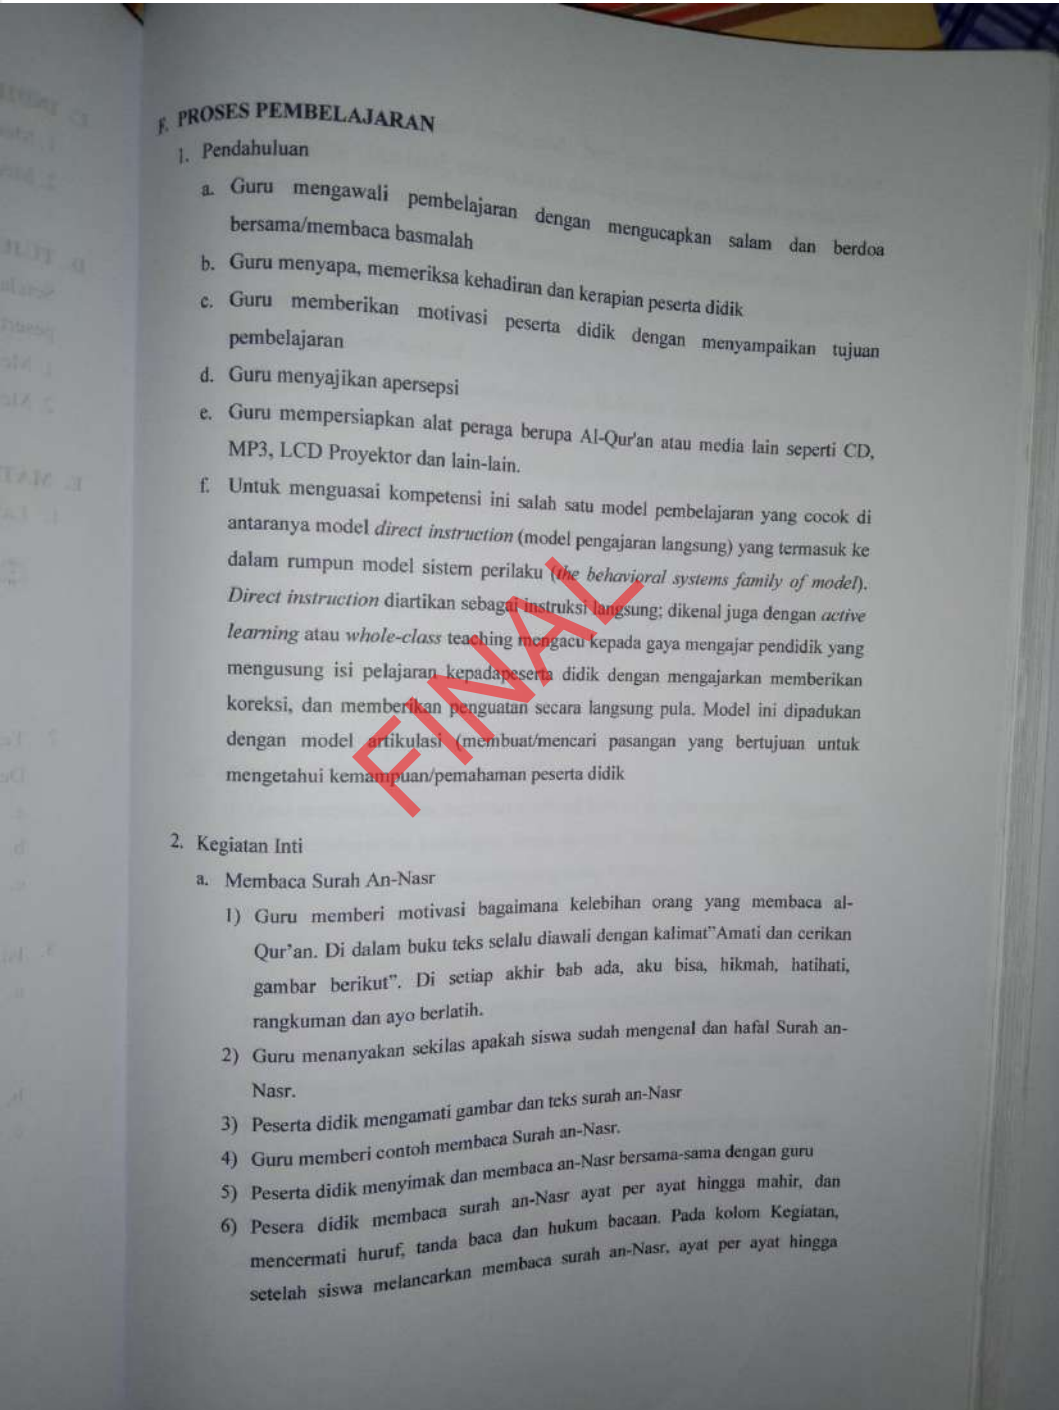 F. PROSES PEMBELAJARAN
1. Pendahuluan
a. Guru mengawali pembelajaran dengan mengucapkan salam dan berdoa
bersama/membaca basmalah
b. Guru menyapa, memeriksa kehadiran dan kerapian peserta didik
c. Guru memberikan motivasi peserta didik dengan menyampaikan tujuan
pembelajaran
d. Guru menyajikan apersepsi
e. Guru mempersiapkan alat peraga berupa Al-Qur'an atau media lain seperti CD,
MP3, LCD Proyektor dan lain-lain.
f. Untuk menguasai kompetensi ini salah satu model pembelajaran yang cocok di
antaranya model direct instruction (model pengajaran langsung) yang termasuk ke
dalam rumpun model sistem perilaku (the behavioral systems family of model).
Direct instruction diartikan sebagai instruksi langsung; dikenal juga dengan active
learning atau whole-class teaching mengacu kepada gaya mengajar pendidik yang
mengusung isi pelajaran kepadapeserta didik dengan mengajarkan memberikan
koreksi, dan memberikan penguatan secara langsung pula. Model ini dipadukan
dengan model artikulasi (membuat/mencari pasangan yang bertujuan untuk
mengetahui kemampuan/pemahaman peserta didik
FINAL
2. Kegiatan Inti
a. Membaca Surah An-Nasr
1) Guru memberi motivasi bagaimana kelebihan orang yang membaca al-
Qur'an. Di dalam buku teks selalu diawali dengan kalimat"Amati dan cerikan
gambar berikut". Di setiap akhir bab ada, aku bisa, hikmah, hatihati,
rangkuman dan ayo berlatih.
2) Guru menanyakan sekilas apakah siswa sudah mengenal dan hafal Surah an-
Nasr.
3) Peserta didik mengamati gambar dan teks surah an-Nasr
4) Guru memberi contoh membaca Surah an-Nasr.
5) Peserta didik menyimak dan membaca an-Nasr bersama-sama dengan guru
6) Pesera didik membaca surah an-Nasr ayat per ayat hingga mahir, dan
mencermati huruf, tanda baca dan hukum bacaan. Pada kolom Kegiatan,
setelah siswa melancarkan membaca surah an-Nasr, ayat per ayat hingga